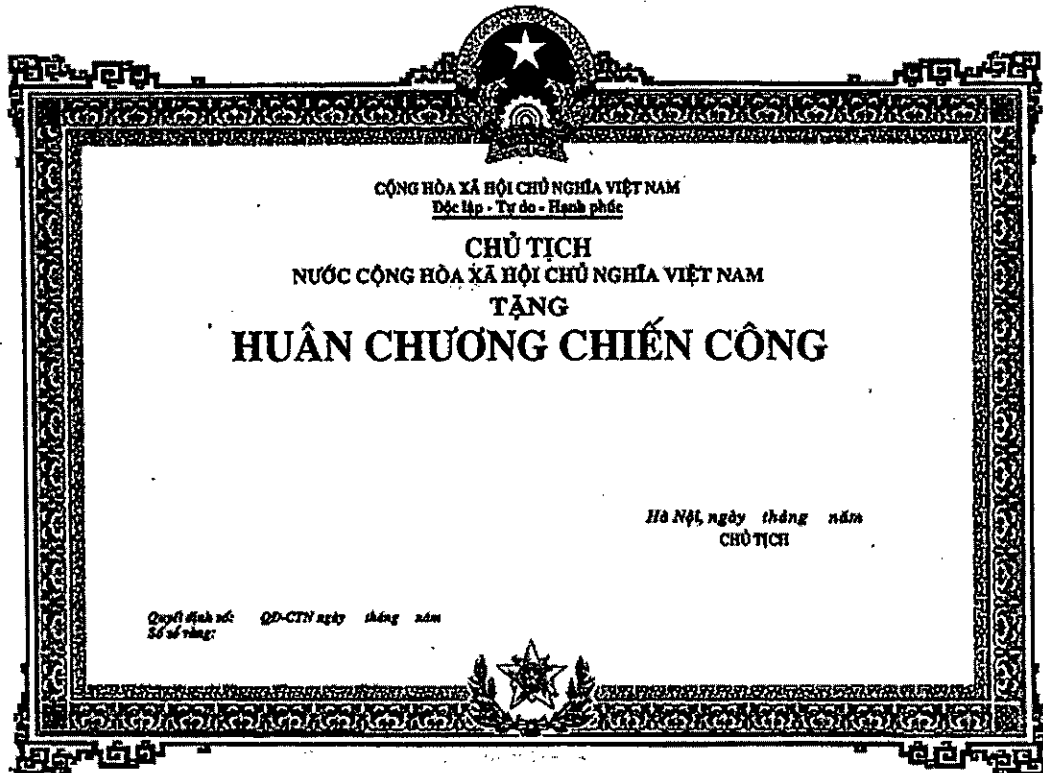 CỘNG HÒA XÃ HỘI CHỦ NGHĨA VIỆT NAM
Độc lập - Tự do - Hạnh phúc
CHỦ TỊCH
NƯỚC CỘNG HÒA XÃ HỘI CHỦ NGHĨA VIỆT NAM
TẶNG
HUÂN CHƯƠNG CHIẾN CÔNG
Hà Nội, ngày tháng năm
CHỦ TỊCH
Quyết định số: QĐ-CTN ngày tháng năm
Số sổ vàng: